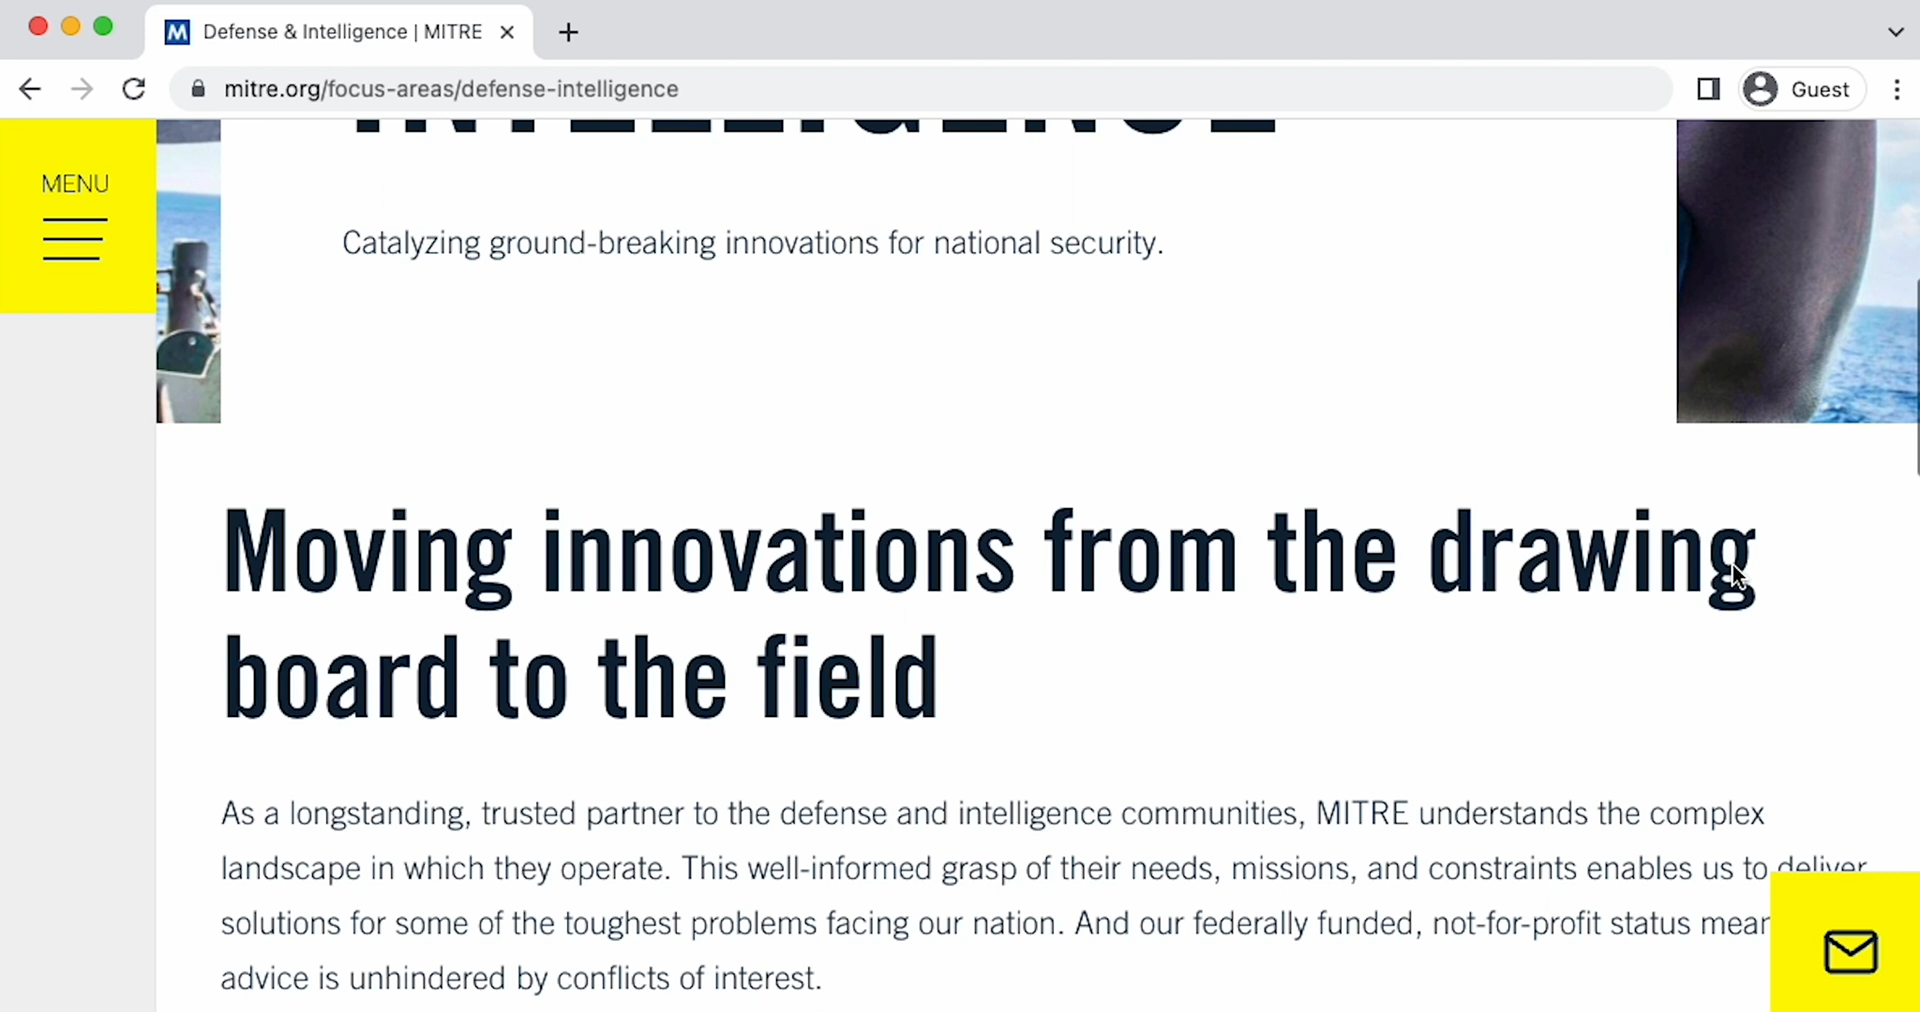 Defense & Intelligence | MITRE
mitre.org/focus-areas/defense-intelligence
Guest
MENU
Catalyzing ground-breaking innovations for national security.
Moving innovations from the drawing
board to the field
As a longstanding, trusted partner to the defense and intelligence communities, MITRE understands the complex
landscape in which they operate. This well-informed grasp of their needs, missions, and constraints enables us to deliver
solutions for some of the toughest problems facing our nation. And our federally funded, not-for-profit status
advice is unhindered by conflicts of interest.